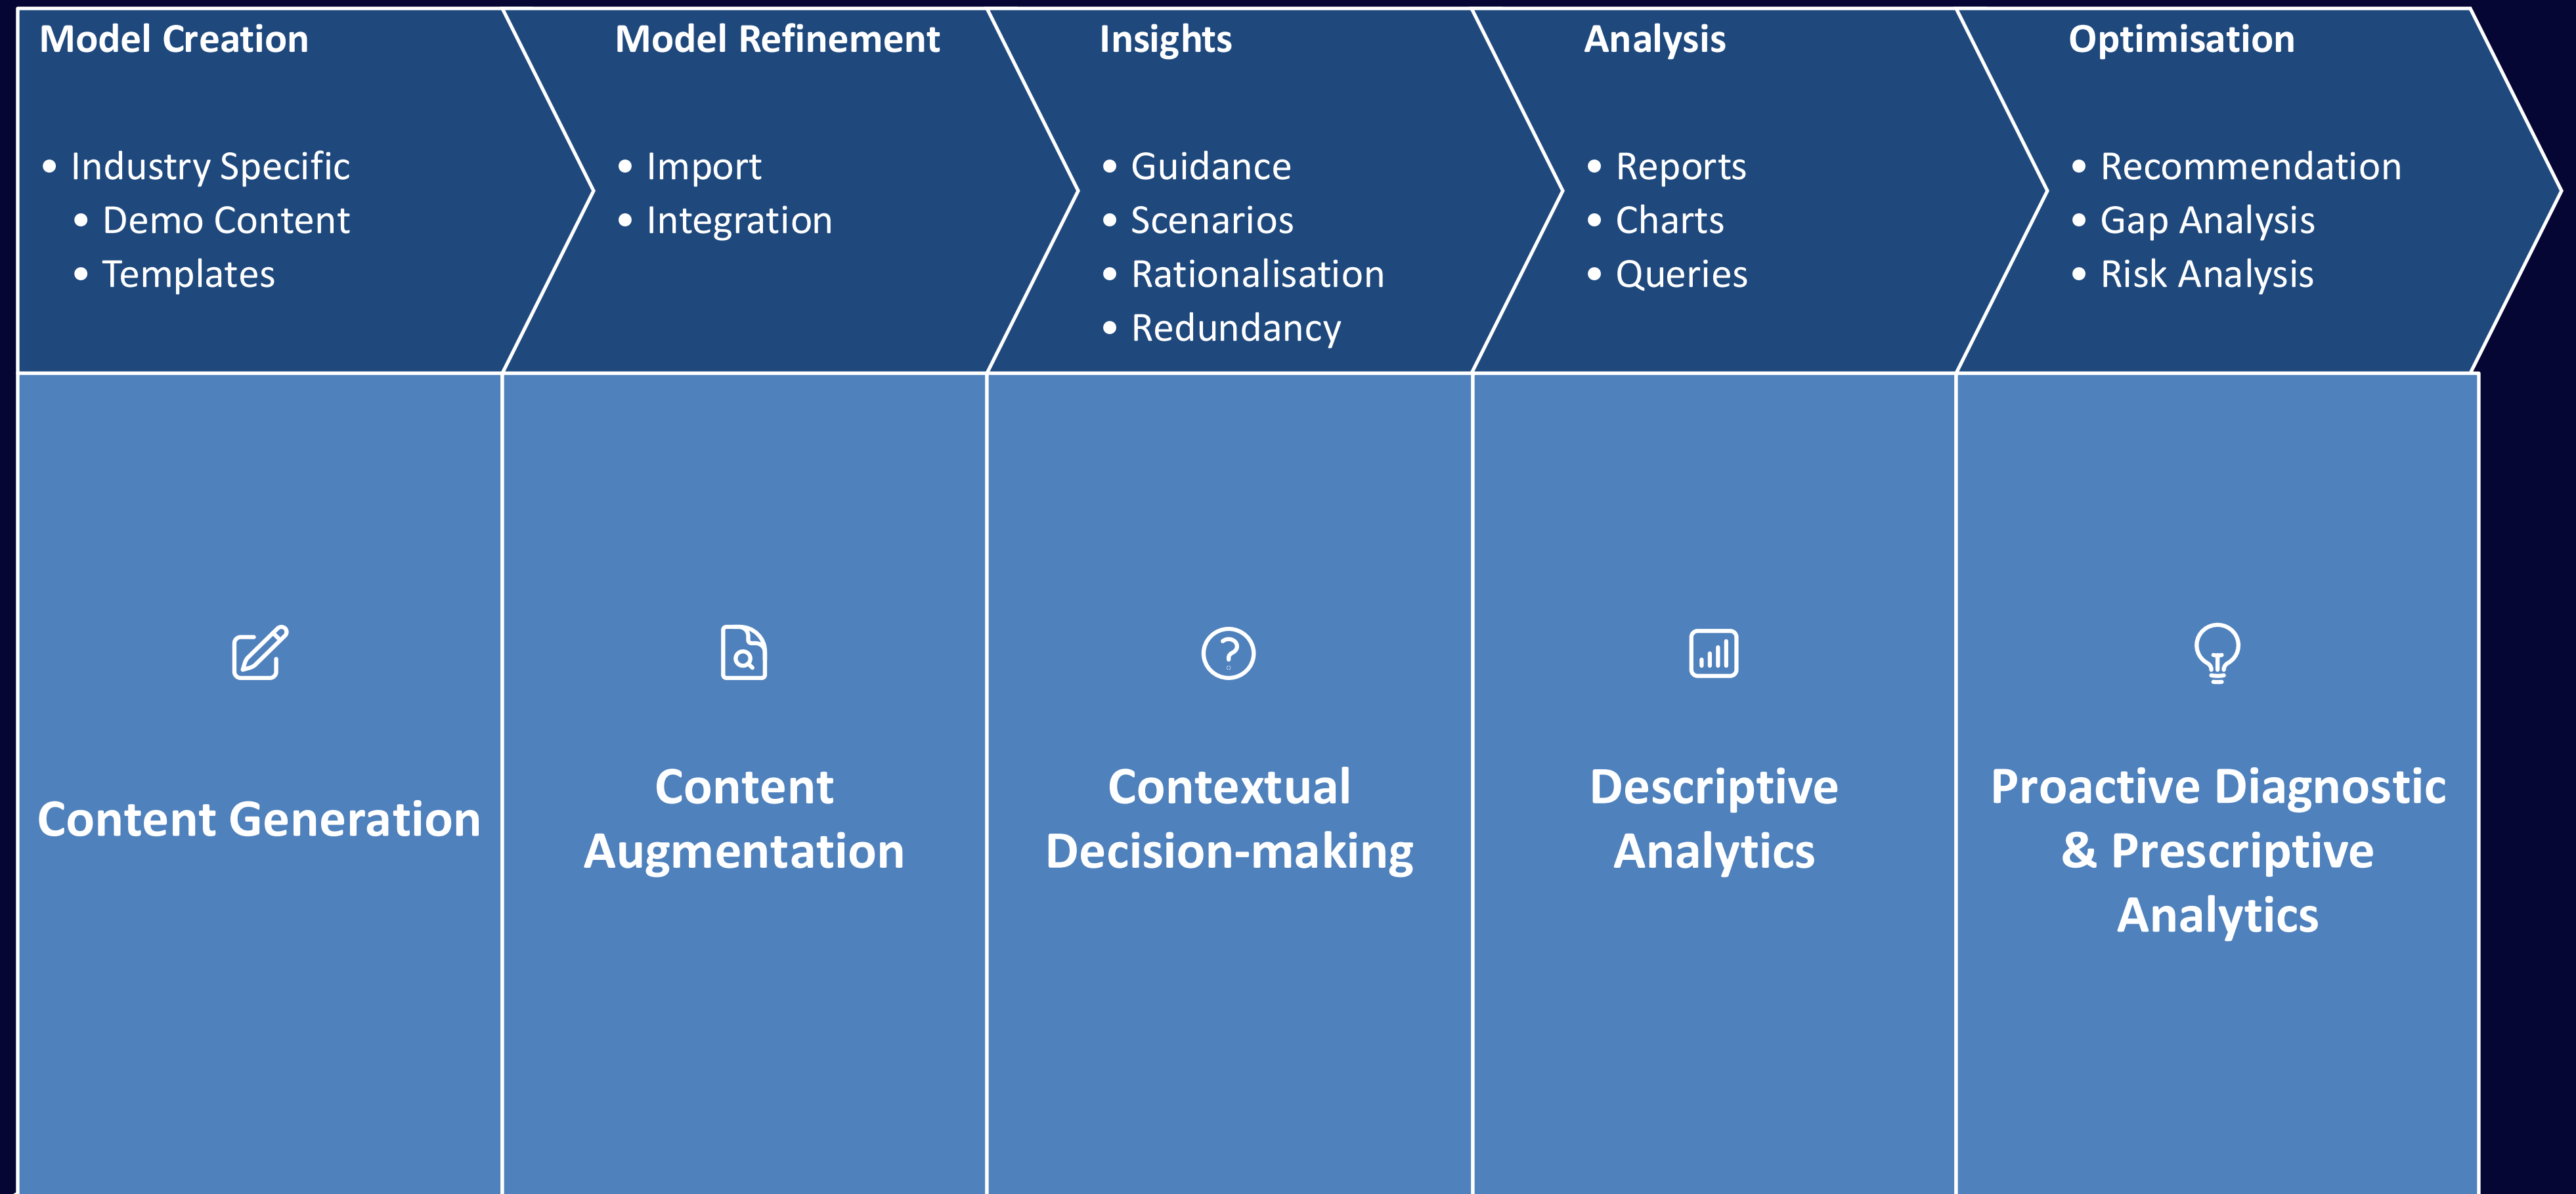 Model Creation
• Industry Specific
• Demo Content
• Templates
Model Refinement
• Import
• Integration
Insights
• Guidance
• Scenarios
• Rationalisation
• Redundancy
Analysis
• Reports
• Charts
• Queries
Optimisation
• Recommendation
• Gap Analysis
• Risk Analysis
Content Generation
Content
Augmentation
Contextual
Decision-making
Descriptive
Analytics
Proactive Diagnostic
& Prescriptive
Analytics